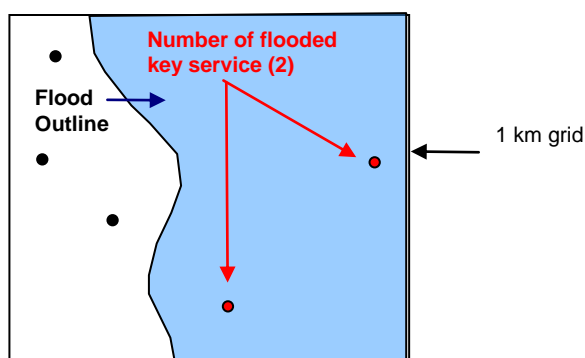 Number of flooded
key service (2)
Flood
Outline
1 km grid